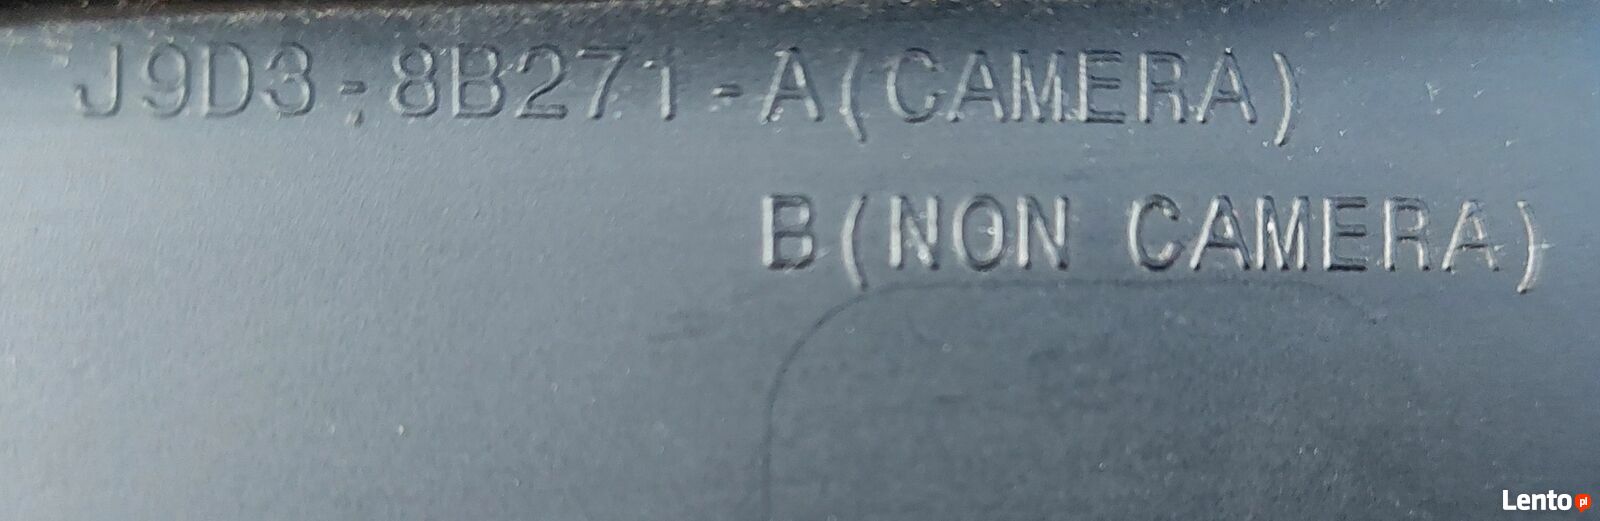 J9D3-8B271-A(CAMERA)
B(NON CAMERA)
Lento.pl